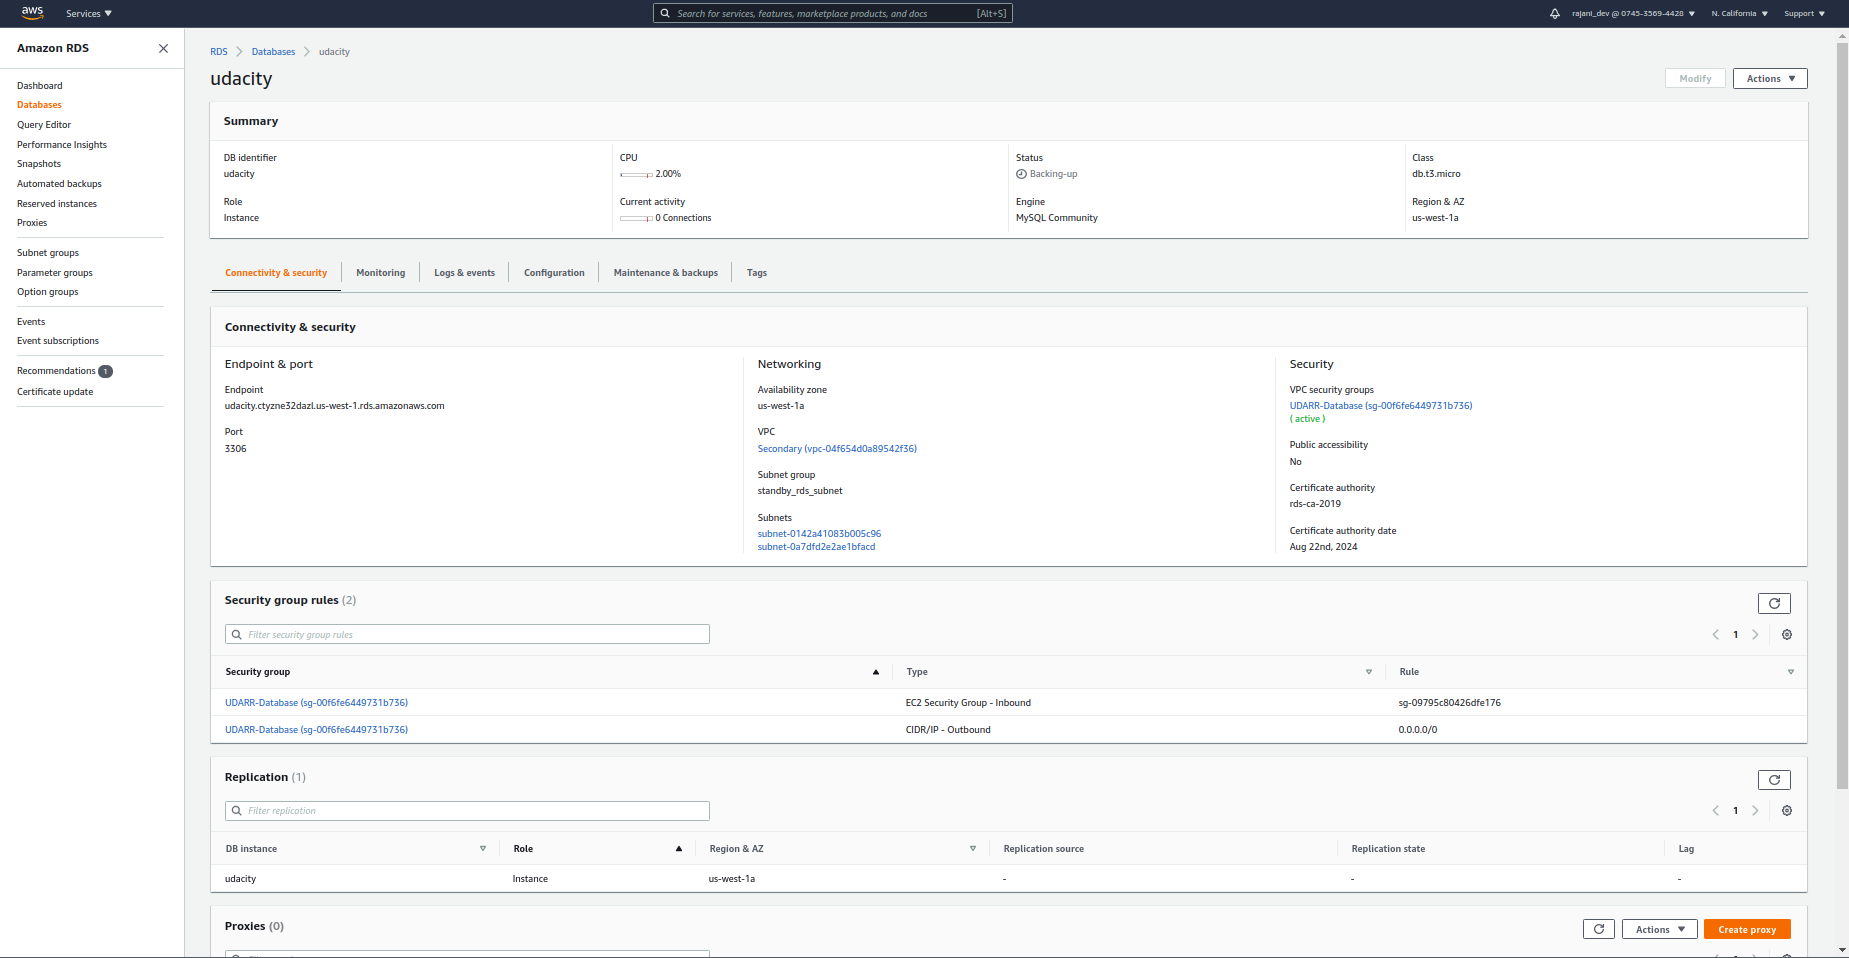 aws Services Search for services, features, marketplace products, and docs [Alt+S] rajani_dev @ 0745-3569-4428 N. California Support
Amazon RDS
Dashboard
Databases
Query Editor
Performance Insights
Snapshots
Automated backups
Reserved instances
Proxies
Subnet groups
Parameter groups
Option groups
Events
Event subscriptions
Recommendations 1
Certificate update
RDS Databases udacity
udacity
Modify Actions
Summary
DB identifier
udacity
Role
Instance
CPU
2.00%
Current activity
0 Connections
Status
Backing-up
Engine
MySQL Community
Class
db.t3.micro
Region & AZ
us-west-1a
Connectivity & security Monitoring Logs & events Configuration Maintenance & backups Tags
Connectivity & security
Endpoint & port
Endpoint
udacity.ctyzne32dazl.us-west-1.rds.amazonaws.com
Port
3306
Networking
Availability zone
us-west-1a
VPC
Secondary (vpc-04f654d0a89542f36)
Subnet group
standby_rds_subnet
Subnets
subnet-0142a41083b005c96
subnet-0a7dfd2e2ae1bfacd
Security
VPC security groups
UDARR-Database (sg-00f6fe6449731b736)
( active )
Public accessibility
No
Certificate authority
rds-ca-2019
Certificate authority date
Aug 22nd, 2024
Security group rules (2)
Filter security group rules
1
Security group Type Rule
UDARR-Database (sg-00f6fe6449731b736) EC2 Security Group - Inbound sg-09795c80426dfe176
UDARR-Database (sg-00f6fe6449731b736) CIDR/IP - Outbound 0.0.0.0/0
Replication (1)
Filter replication
1
DB instance Role Region & AZ Replication source Replication state Lag
udacity Instance us-west-1a - - -
Proxies (0)
Actions Create proxy